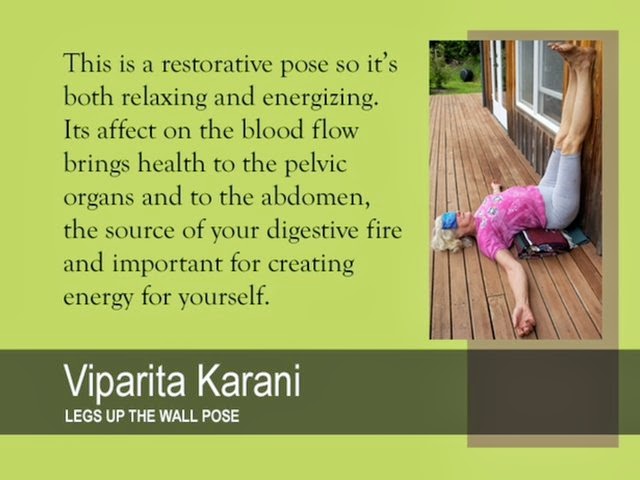 This is a restorative pose so it's
both relaxing and energizing.
Its affect on the blood flow
brings health to the pelvic
organs and to the abdomen,
the source of your digestive fire
and important for creating
energy for yourself.
Viparita Karani
LEGS UP THE WALL POSE